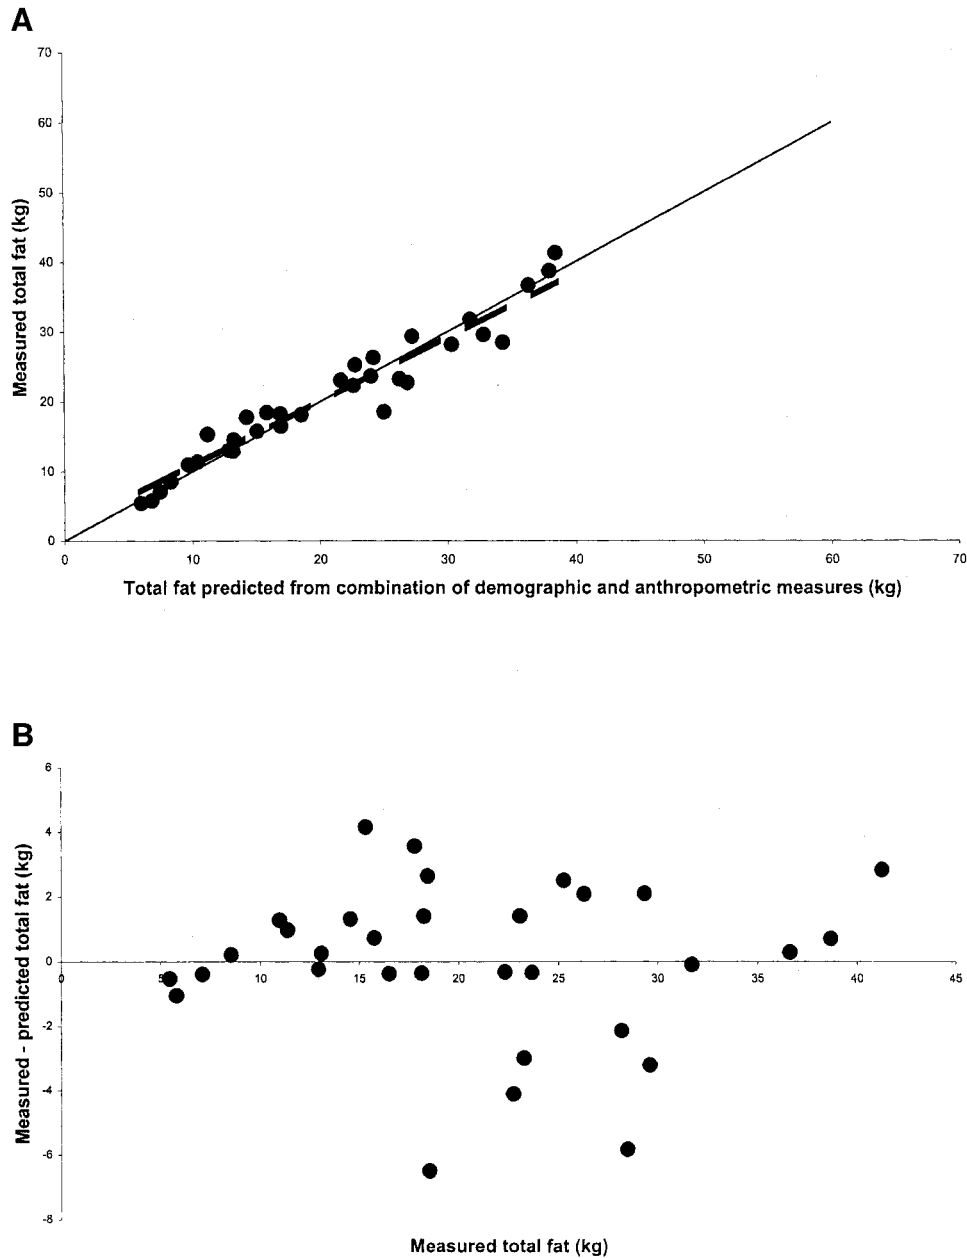 A
70
60
50
40
30
20
10
0
Measured total fat (kg)
0 10 20 30 40 50 60 70
Total fat predicted from combination of demographic and anthropometric measures (kg)
B
6
4
2
0
-2
-4
-6
-8
Measured - predicted total fat (kg)
0 5 10 15 20 25 30 35 40 45
Measured total fat (kg)